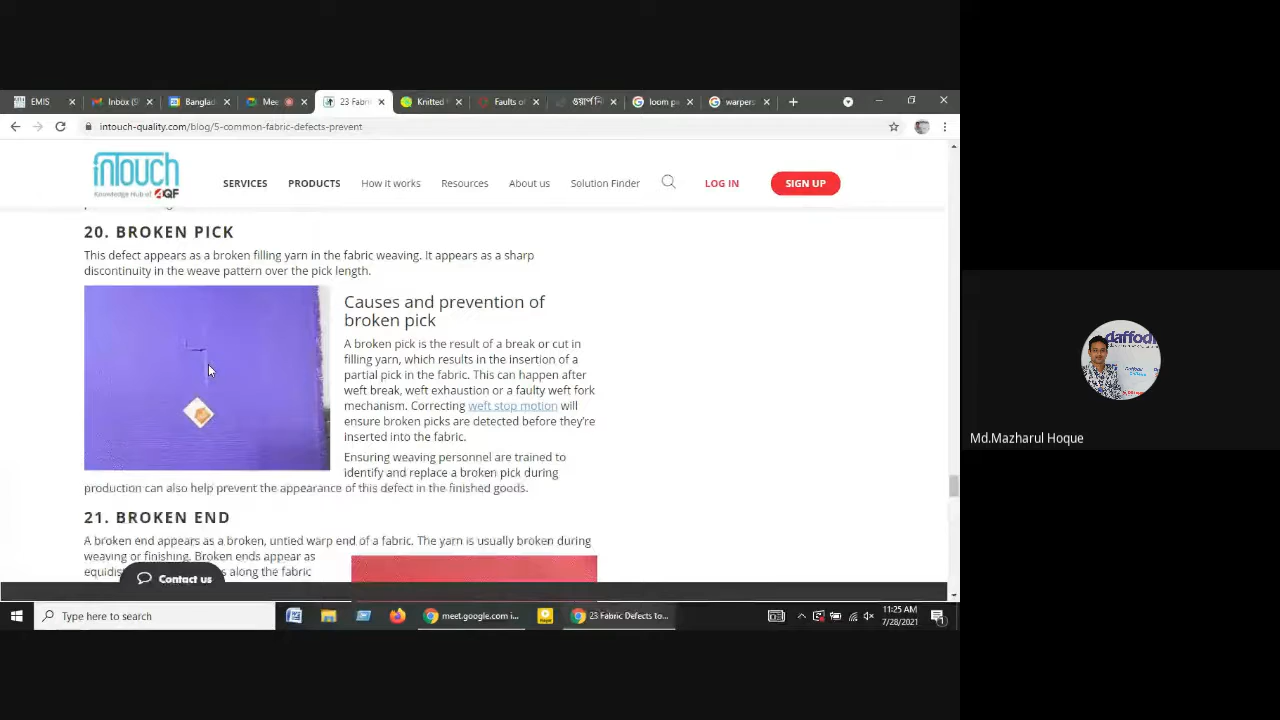 EMIS
Inbox (9
Banglad
Mee
23 Fabri
Knitted F
Faults of
loom pa
warpers
intouch-quality.com/blog/5-common-fabric-defects-prevent
intouch
Knowledge Hub of AQF
SERVICES
PRODUCTS
How it works
Resources
About us
Solution Finder
LOG IN
SIGN UP
20. BROKEN PICK
This defect appears as a broken filling yarn in the fabric weaving. It appears as a sharp
discontinuity in the weave pattern over the pick length.
Causes and prevention of
broken pick
A broken pick is the result of a break or cut in
filling yarn, which results in the insertion of a
partial pick in the fabric. This can happen after
weft break, weft exhaustion or a faulty weft fork
mechanism. Correcting weft stop motion will
ensure broken picks are detected before they're
inserted into the fabric.
Ensuring weaving personnel are trained to
identify and replace a broken pick during
production can also help prevent the appearance of this defect in the finished goods.
21. BROKEN END
A broken end appears as a broken, untied warp end of a fabric. The yarn is usually broken during
weaving or finishing. Broken ends appear as
equidis
s along the fabric
Contact us
Type here to search
meet.google.com i...
23 Fabric Defects to...
11:25 AM
7/28/2021
daffodi
Md.Mazharul Hoque